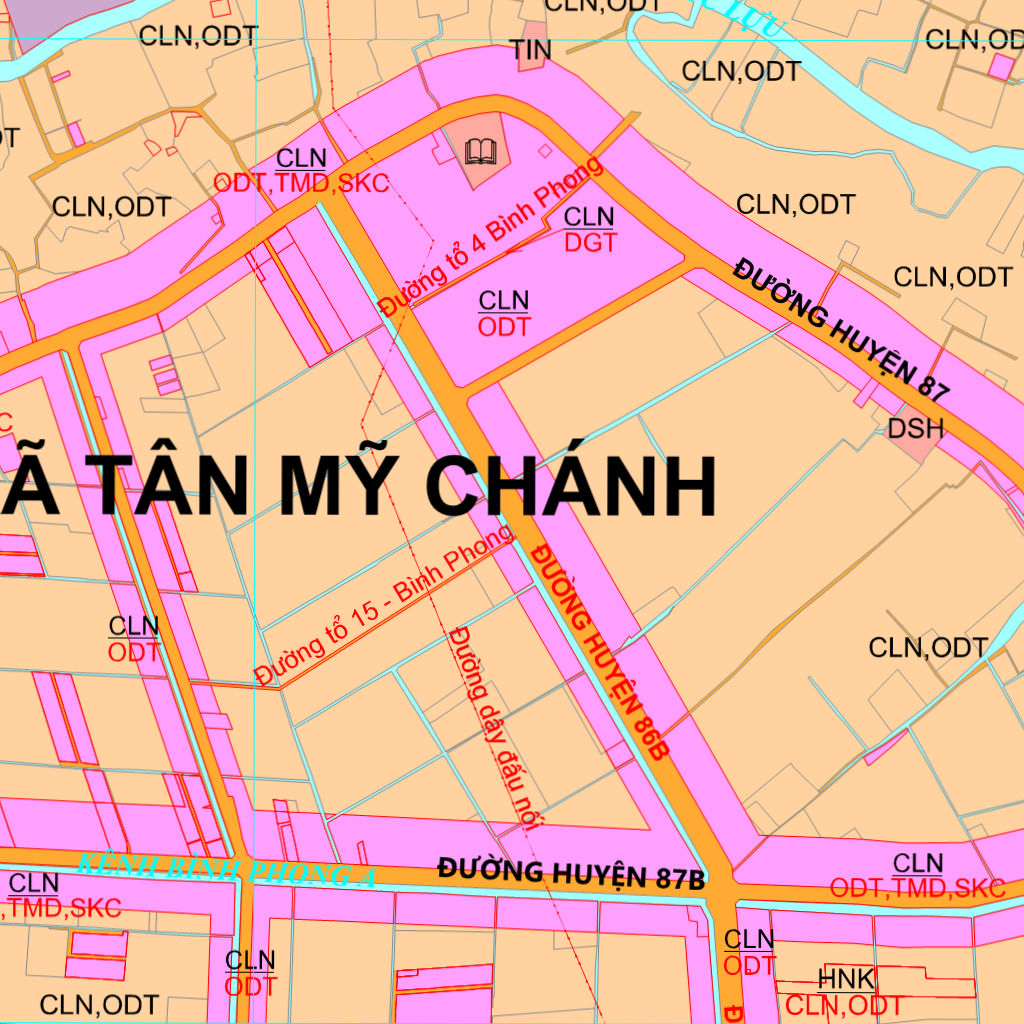 CLN,ODT
CLN,ODT
TIN
LỰU
CLN,OD
CLN,ODT
CLN
ODT,TMD,SKC
CLN,ODT
Đường tổ 4 Bình Phong
CLN
DGT
CLN,ODT
CLN,ODT
ĐƯỜNG HUYỆN 87
CLN
ODT
C
DSH
Ã TÂN MỸ CHÁNH
Đường tổ 15 - Bình Phong
ĐƯỜNG HUYỆN 86B
CLN
ODT
Đường dây đấu nối
CLN,ODT
KÊNH BÌNH PHONG A
ĐƯỜNG HUYỆN 87B
CLN
ODT,TMD,SKC
CLN
,TMD,SKC
CLN
ODT
CLN
ODT
HNK
CLN,ODT
CLN,ODT
Đ